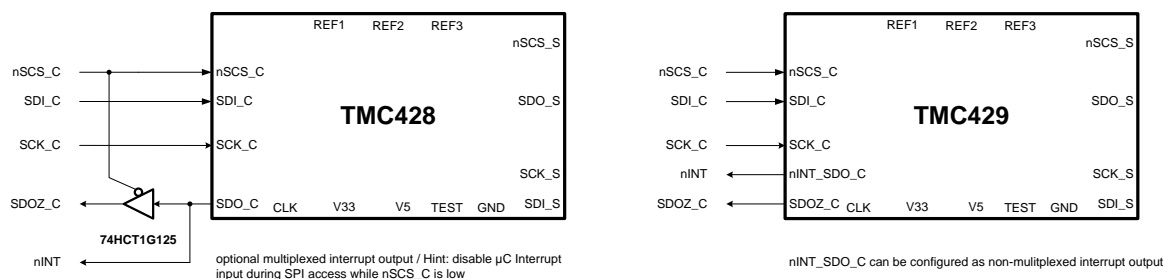 REF1 REF2 REF3
nSCS_S
nSCS_C nSCS_C
SDI_C SDI_C
TMC428
SCK_C SCK_C
SCK_S
SDOZ_C SDO_C CLK V33 V5 TEST GND SDI_S
74HCT1G125
nINT
optional multiplexed interrupt output / Hint: disable µC Interrupt
input during SPI access while nSCS_C is low
REF1 REF2 REF3
nSCS_S
nSCS_C nSCS_C
SDI_C SDI_C SDO_S
TMC429
SCK_C SCK_C
nINT nINT_SDO_C SCK_S
SDOZ_C SDOZ_C CLK V33 V5 TEST GND SDI_S
nINT_SDO_C can be configured as non-mulitplexed interrupt output